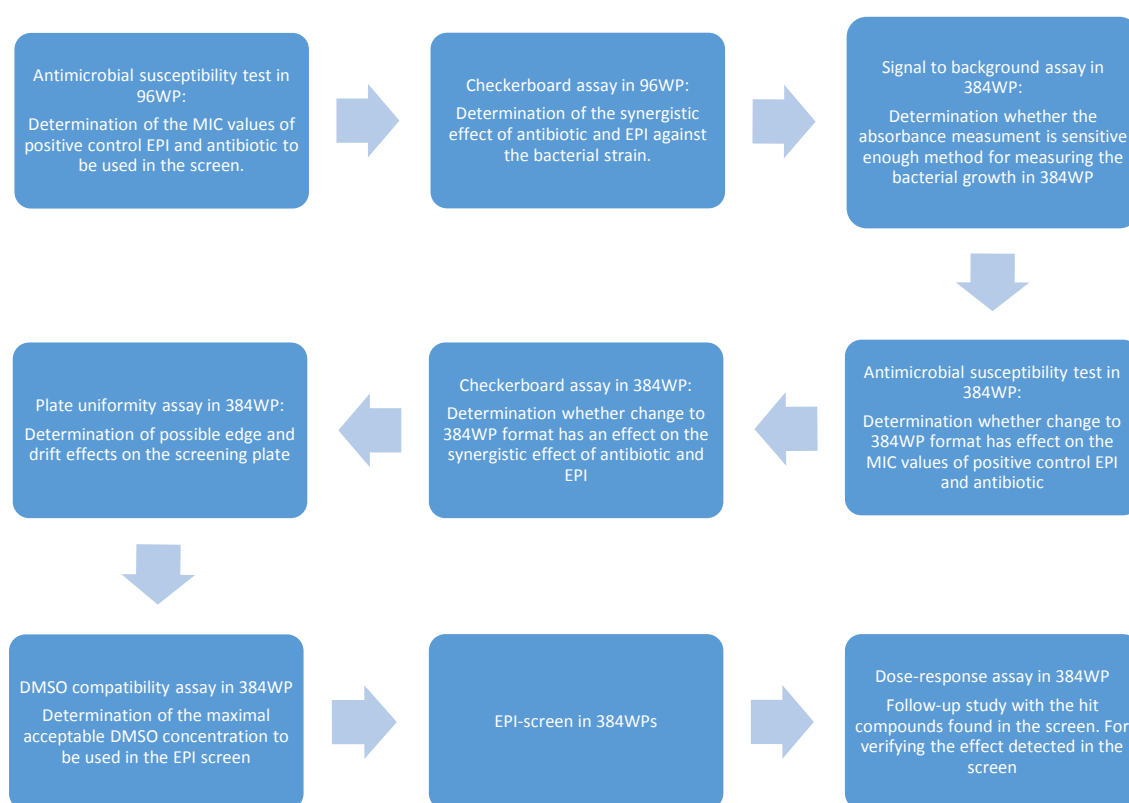 Antimicrobial susceptibility test in
96WP:
Determination of the MIC values of
positive control EPI and antibiotic to
be used in the screen.
Checkerboard assay in 96WP:
Determination of the synergistic
effect of antibiotic and EPI against
the bacterial strain.
Signal to background assay in
384WP:
Determination whether the
absorbance measument is sensitive
enough method for measuring the
bacterial growth in 384WP
Antimicrobial susceptibility test in
384WP:
Determination whether change to
384WP format has effect on the
MIC values of positive control EPI
and antibiotic
Checkerboard assay in 384WP:
Determination whether change to
384WP format has an effect on the
synergistic effect of antibiotic and
EPI
Plate uniformity assay in 384WP:
Determination of possible edge and
drift effects on the screening plate
DMSO compatibility assay in 384WP
Determination of the maximal
acceptable DMSO concentration to
be used in the EPI screen
EPI-screen in 384WPs
Dose-response assay in 384WP
Follow-up study with the hit
compounds found in the screen. For
verifying the effect detected in the
screen